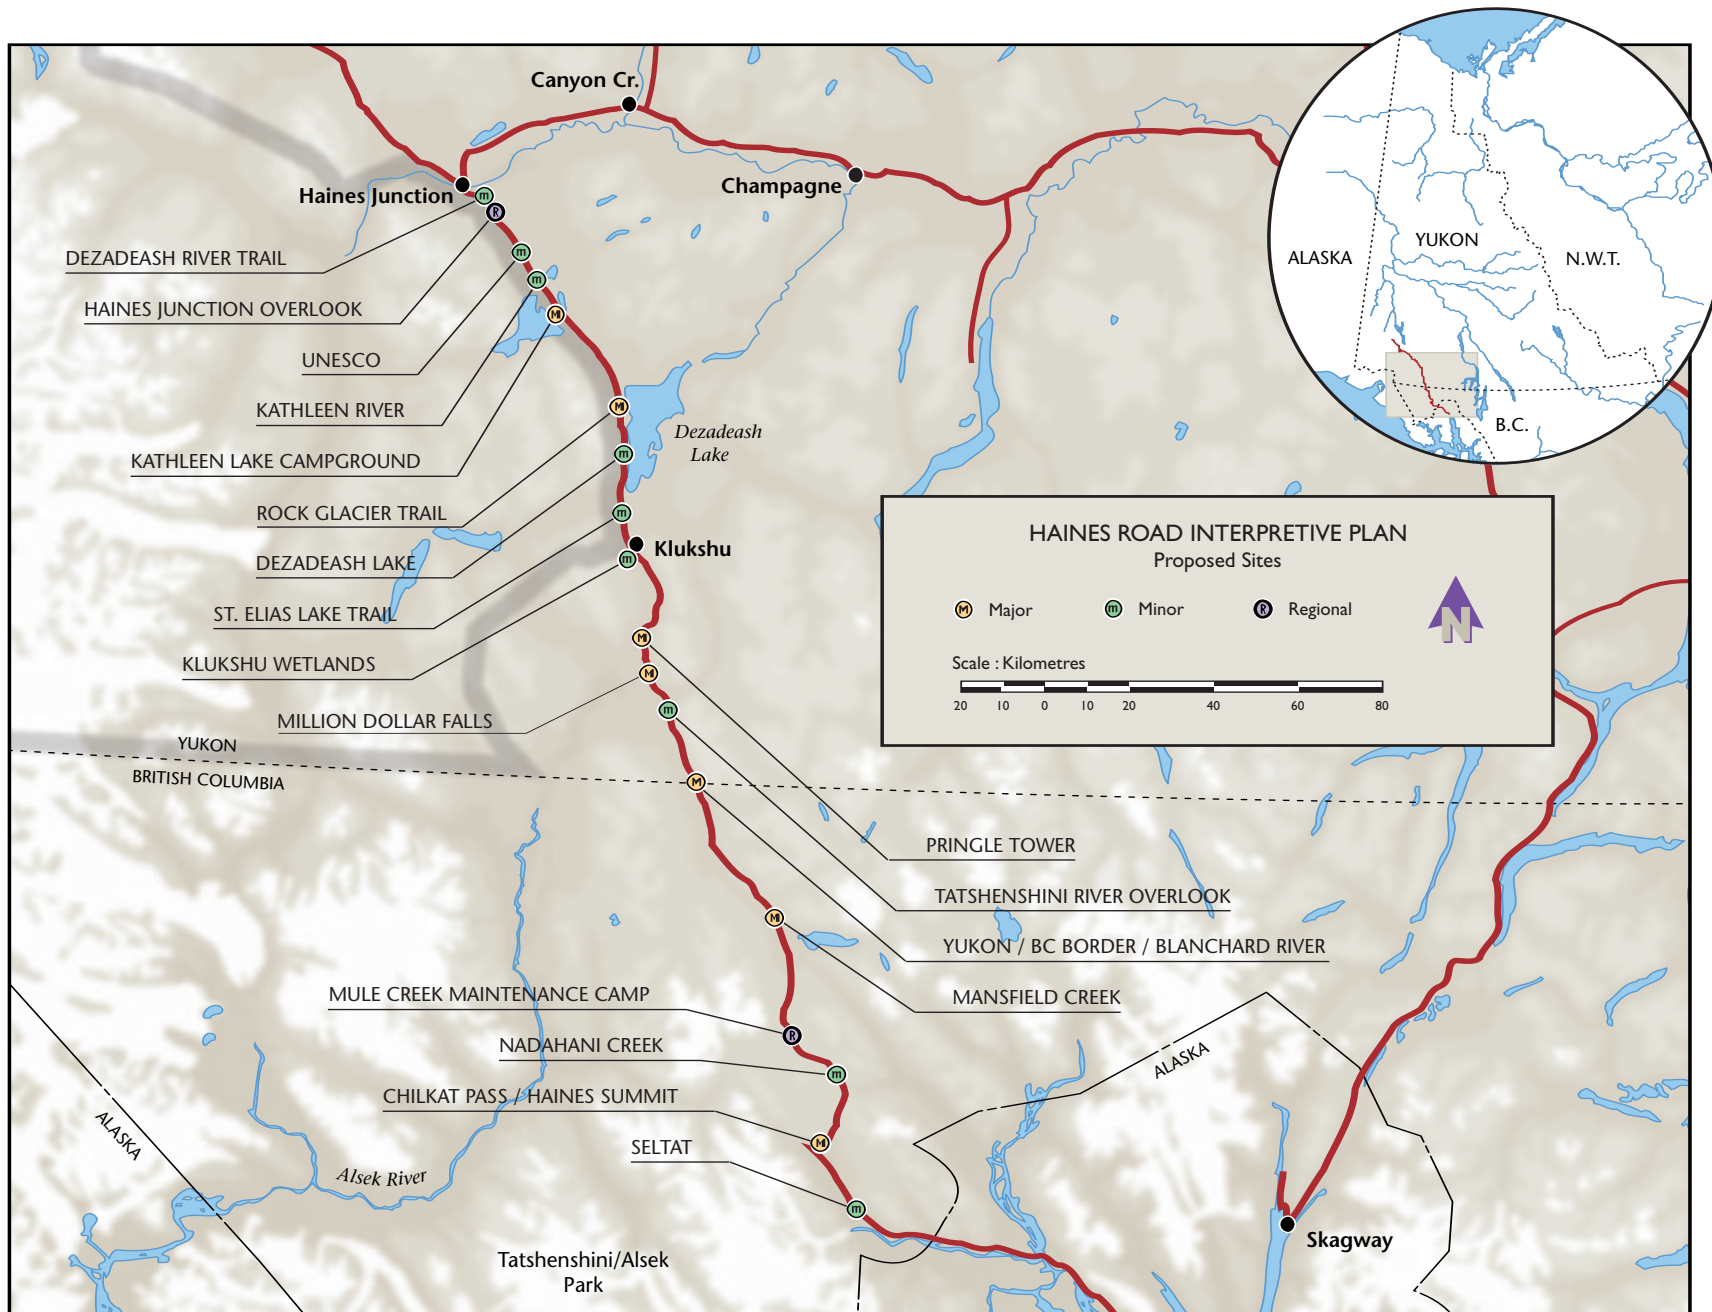 Canyon Cr.
Haines Junction
Champagne
m
R
m
m
M
M
m
m
m
M
M
m
M
M
R
m
M
m
DEZADEASH RIVER TRAIL
HAINES JUNCTION OVERLOOK
UNESCO
KATHLEEN RIVER
KATHLEEN LAKE CAMPGROUND
ROCK GLACIER TRAIL
DEZADEASH LAKE
ST. ELIAS LAKE TRAIL
KLUKSHU WETLANDS
MILLION DOLLAR FALLS
Dezadeash
Lake
Klukshu
YUKON
BRITISH COLUMBIA
ALASKA
YUKON
N.W.T.
B.C.
HAINES ROAD INTERPRETIVE PLAN
Proposed Sites
M Major
m Minor
R Regional
N
Scale : Kilometres
20 10 0 10 20 40 60 80
PRINGLE TOWER
TATSHENSHINI RIVER OVERLOOK
YUKON / BC BORDER / BLANCHARD RIVER
MANSFIELD CREEK
MULE CREEK MAINTENANCE CAMP
NADAHANI CREEK
CHILKAT PASS / HAINES SUMMIT
SELTAT
ALASKA
ALASKA
Alsek River
Tatshenshini/Alsek
Park
Skagway